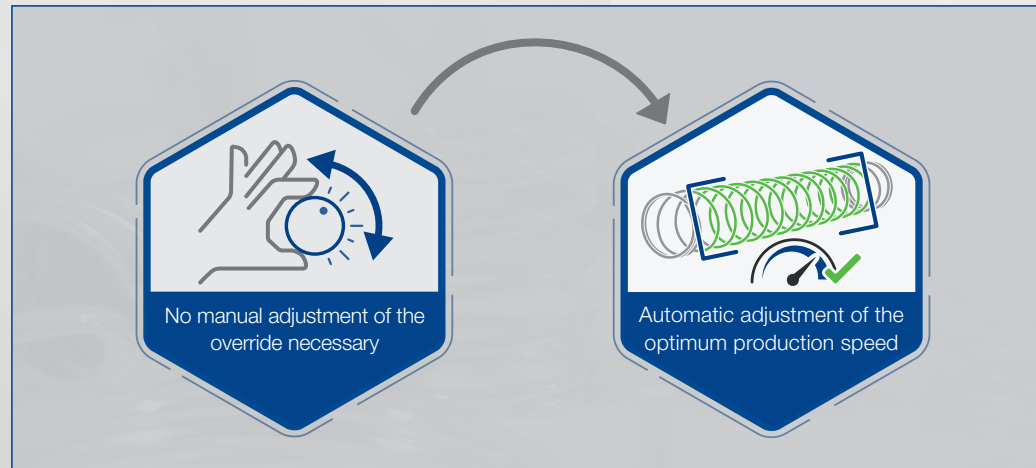 No manual adjustment of the
override necessary
Automatic adjustment of the
optimum production speed